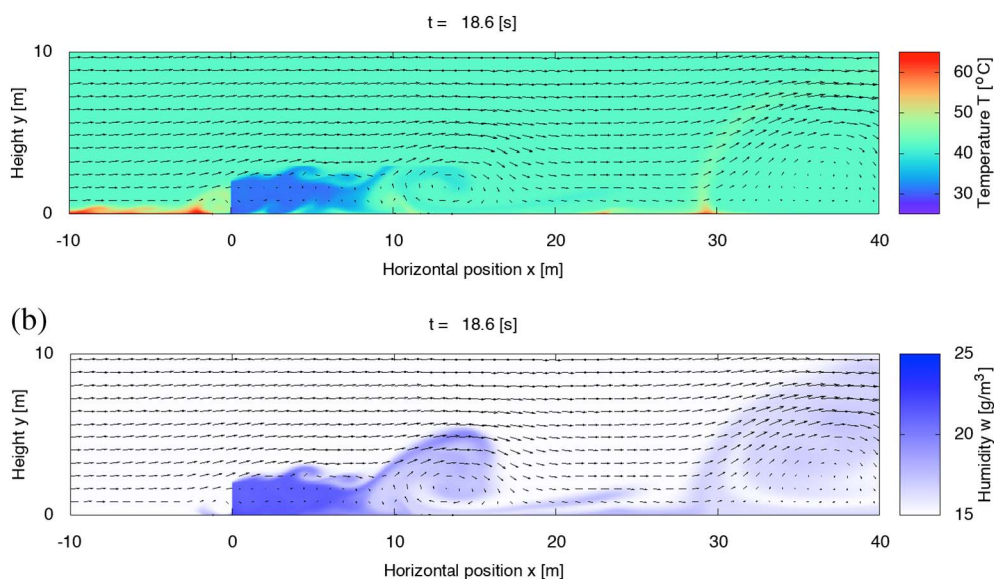 t = 18.6 [s]
10
0
Height y [m]
-10 0 10 20 30 40
Horizontal position x [m]
60
50
40
30
Temperature T [°C]
(b)
t = 18.6 [s]
10
0
Height y [m]
-10 0 10 20 30 40
Horizontal position x [m]
25
20
15
Humidity w [g/m³]